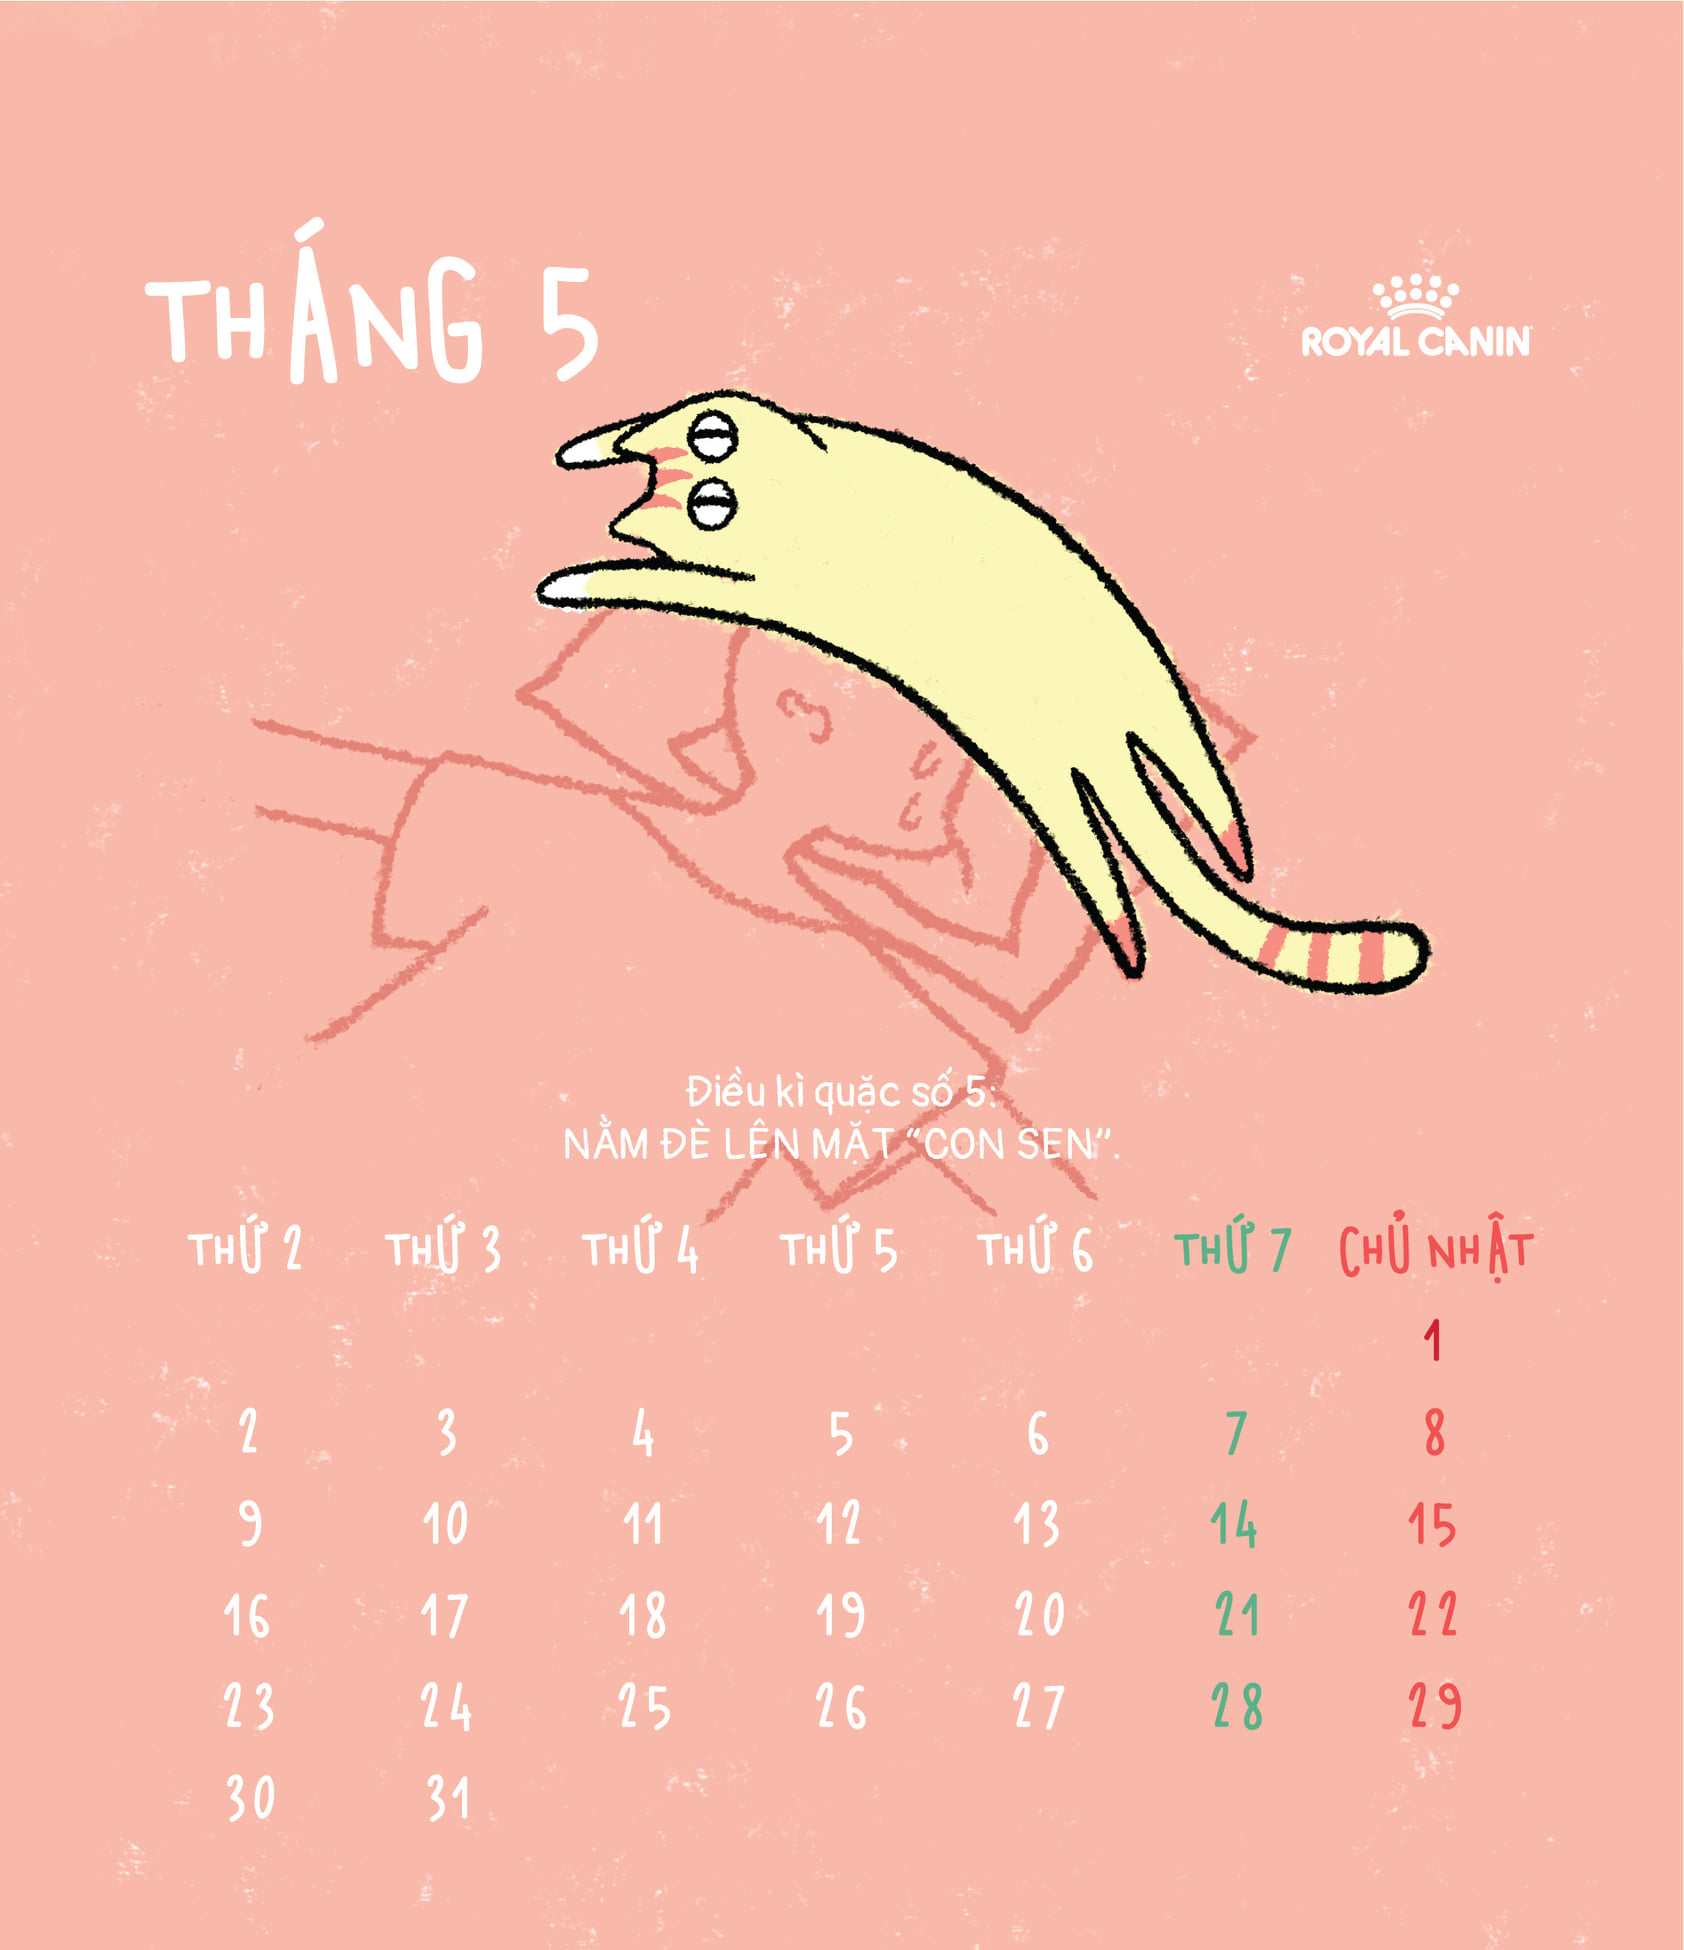 THÁNG 5
ROYAL CANIN
Điều kì quặc số 5:
NẰM ĐÈ LÊN MẶT “CON SEN”.
THỨ 2 THỨ 3 THỨ 4 THỨ 5 THỨ 6 THỨ 7 CHỦ NHẬT
1
2 3 4 5 6 7 8
9 10 11 12 13 14 15
16 17 18 19 20 21 22
23 24 25 26 27 28 29
30 31